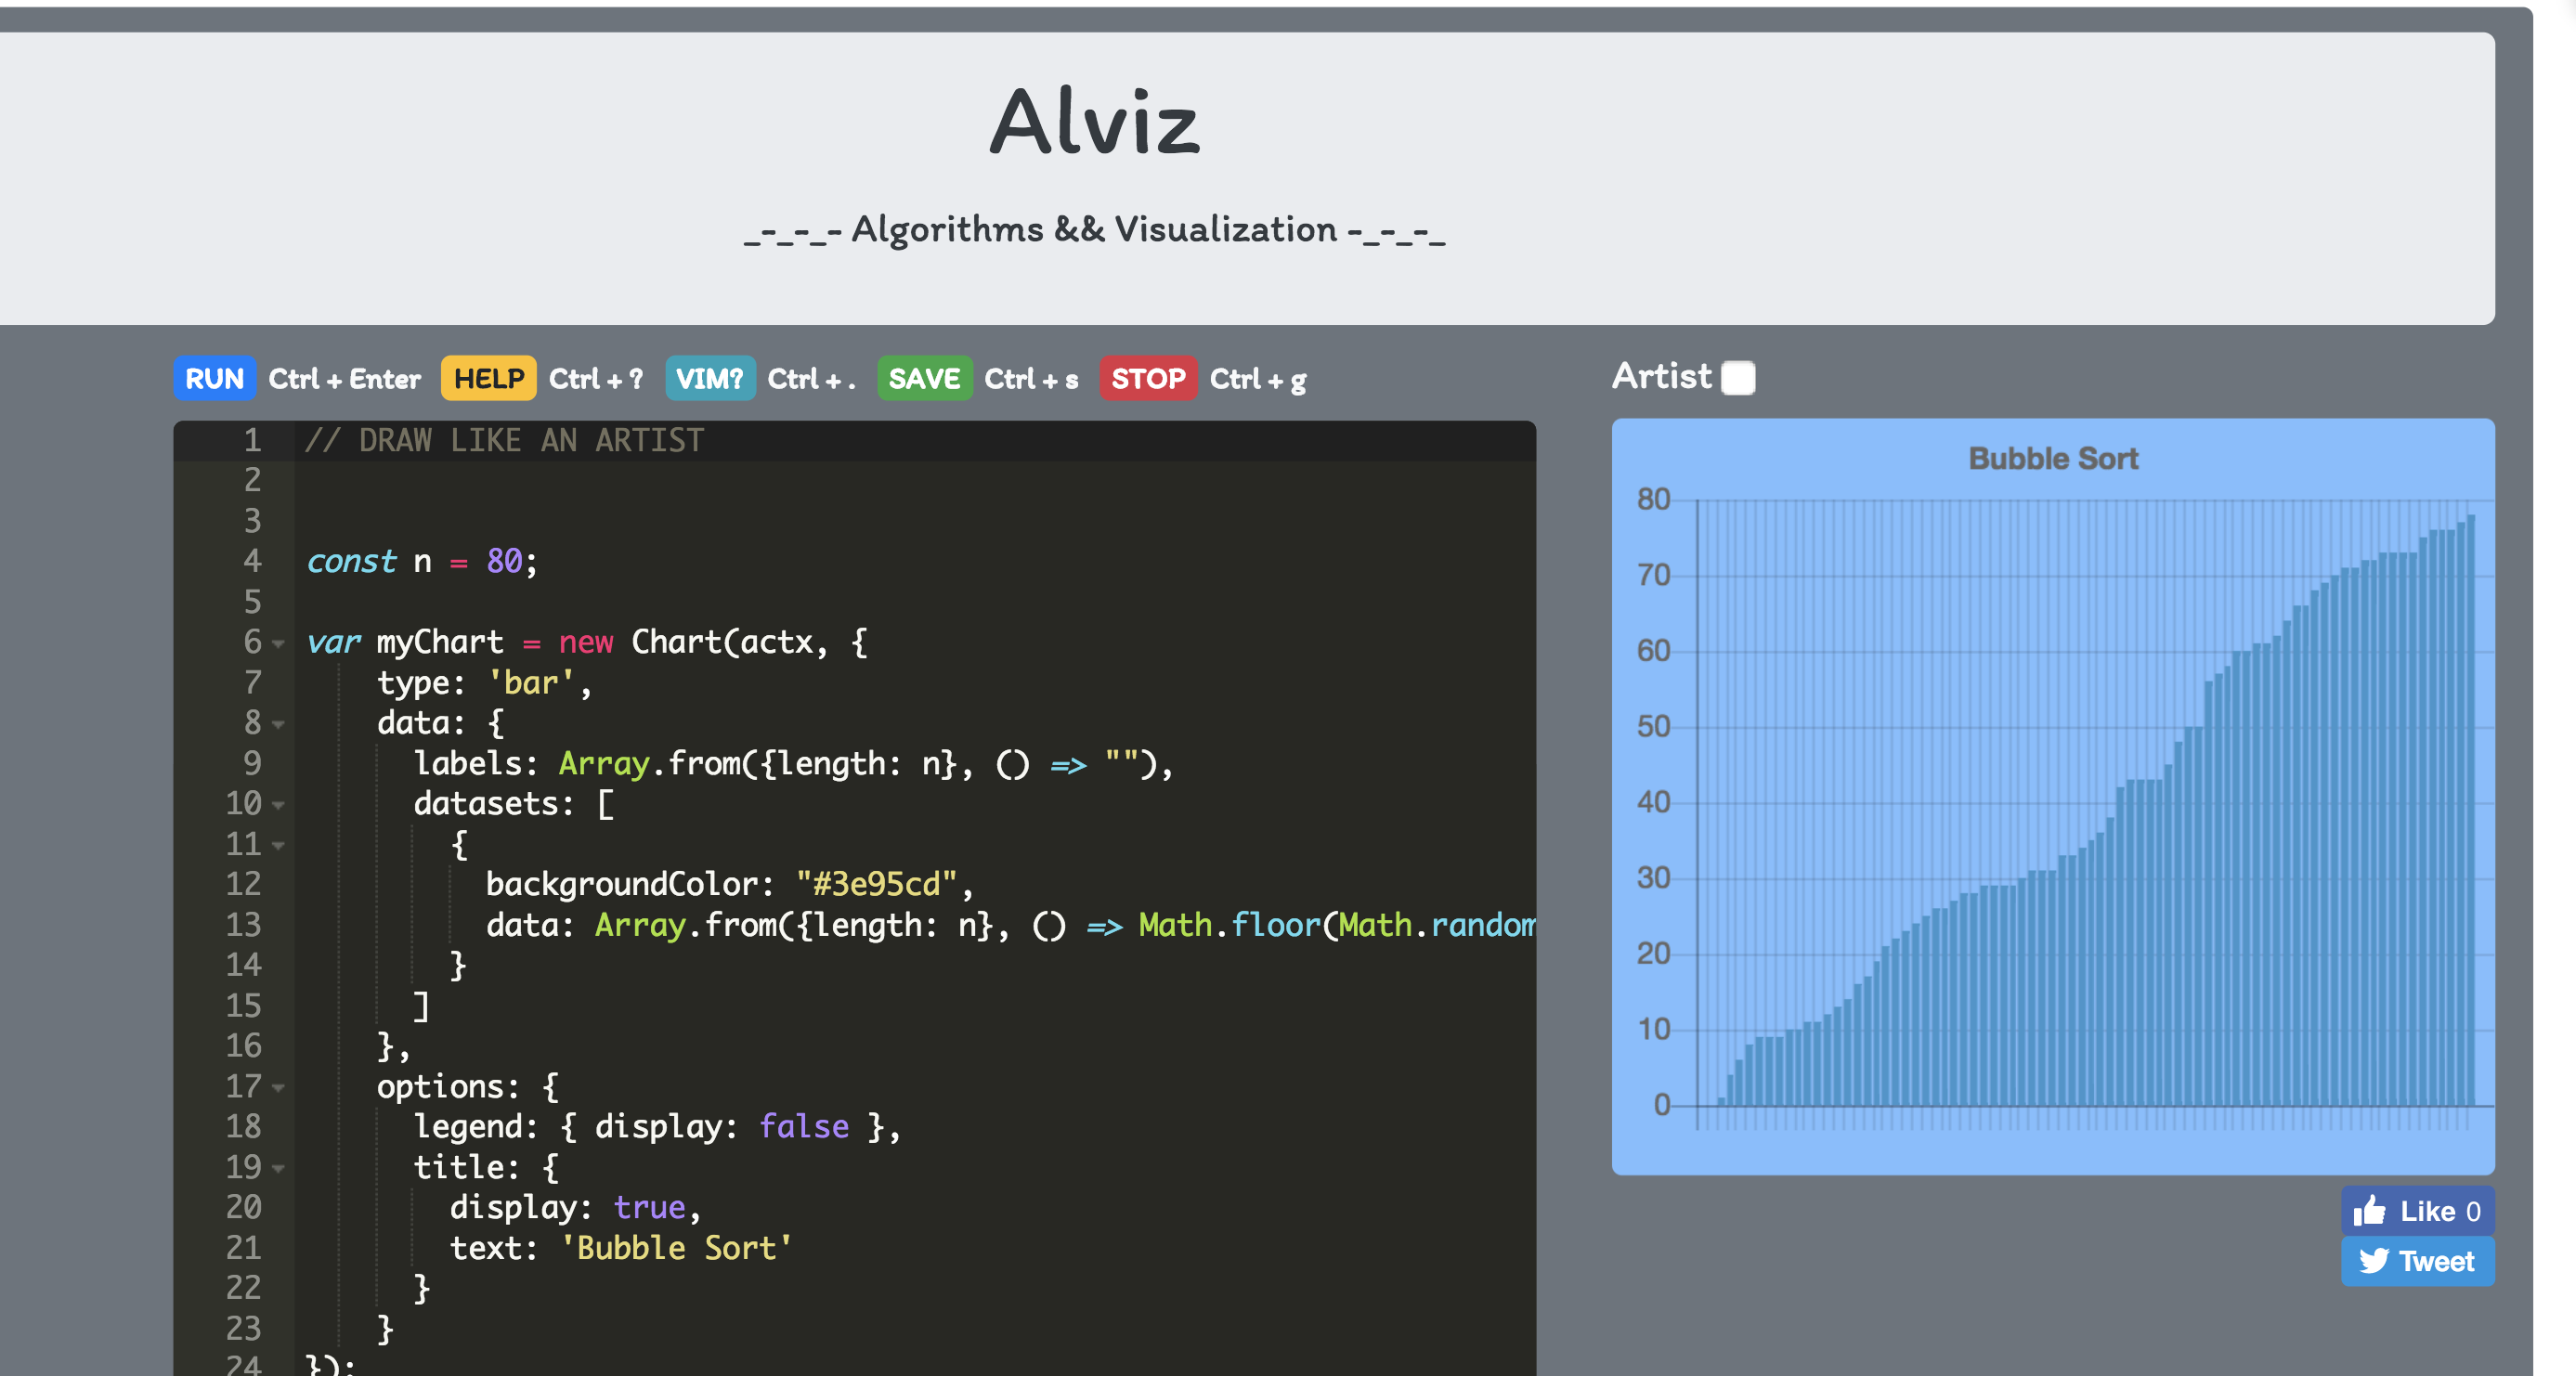 Alviz
_-_-_- Algorithms && Visualization -_-_-_
RUN Ctrl + Enter HELP Ctrl + ? VIM? Ctrl + . SAVE Ctrl + s STOP Ctrl + g
1 // DRAW LIKE AN ARTIST
2
3
4 const n = 80;
5
6 var myChart = new Chart(actx, {
7 type: 'bar',
8 data: {
9 labels: Array.from({length: n}, () => ""),
10 datasets: [
11 {
12 backgroundColor: "#3e95cd",
13 data: Array.from({length: n}, () => Math.floor(Math.random
14 }
15 ]
16 },
17 options: {
18 legend: { display: false },
19 title: {
20 display: true,
21 text: 'Bubble Sort'
22 }
23 }
24 });
Artist
Bubble Sort
80
70
60
50
40
30
20
10
0
Like 0
Tweet